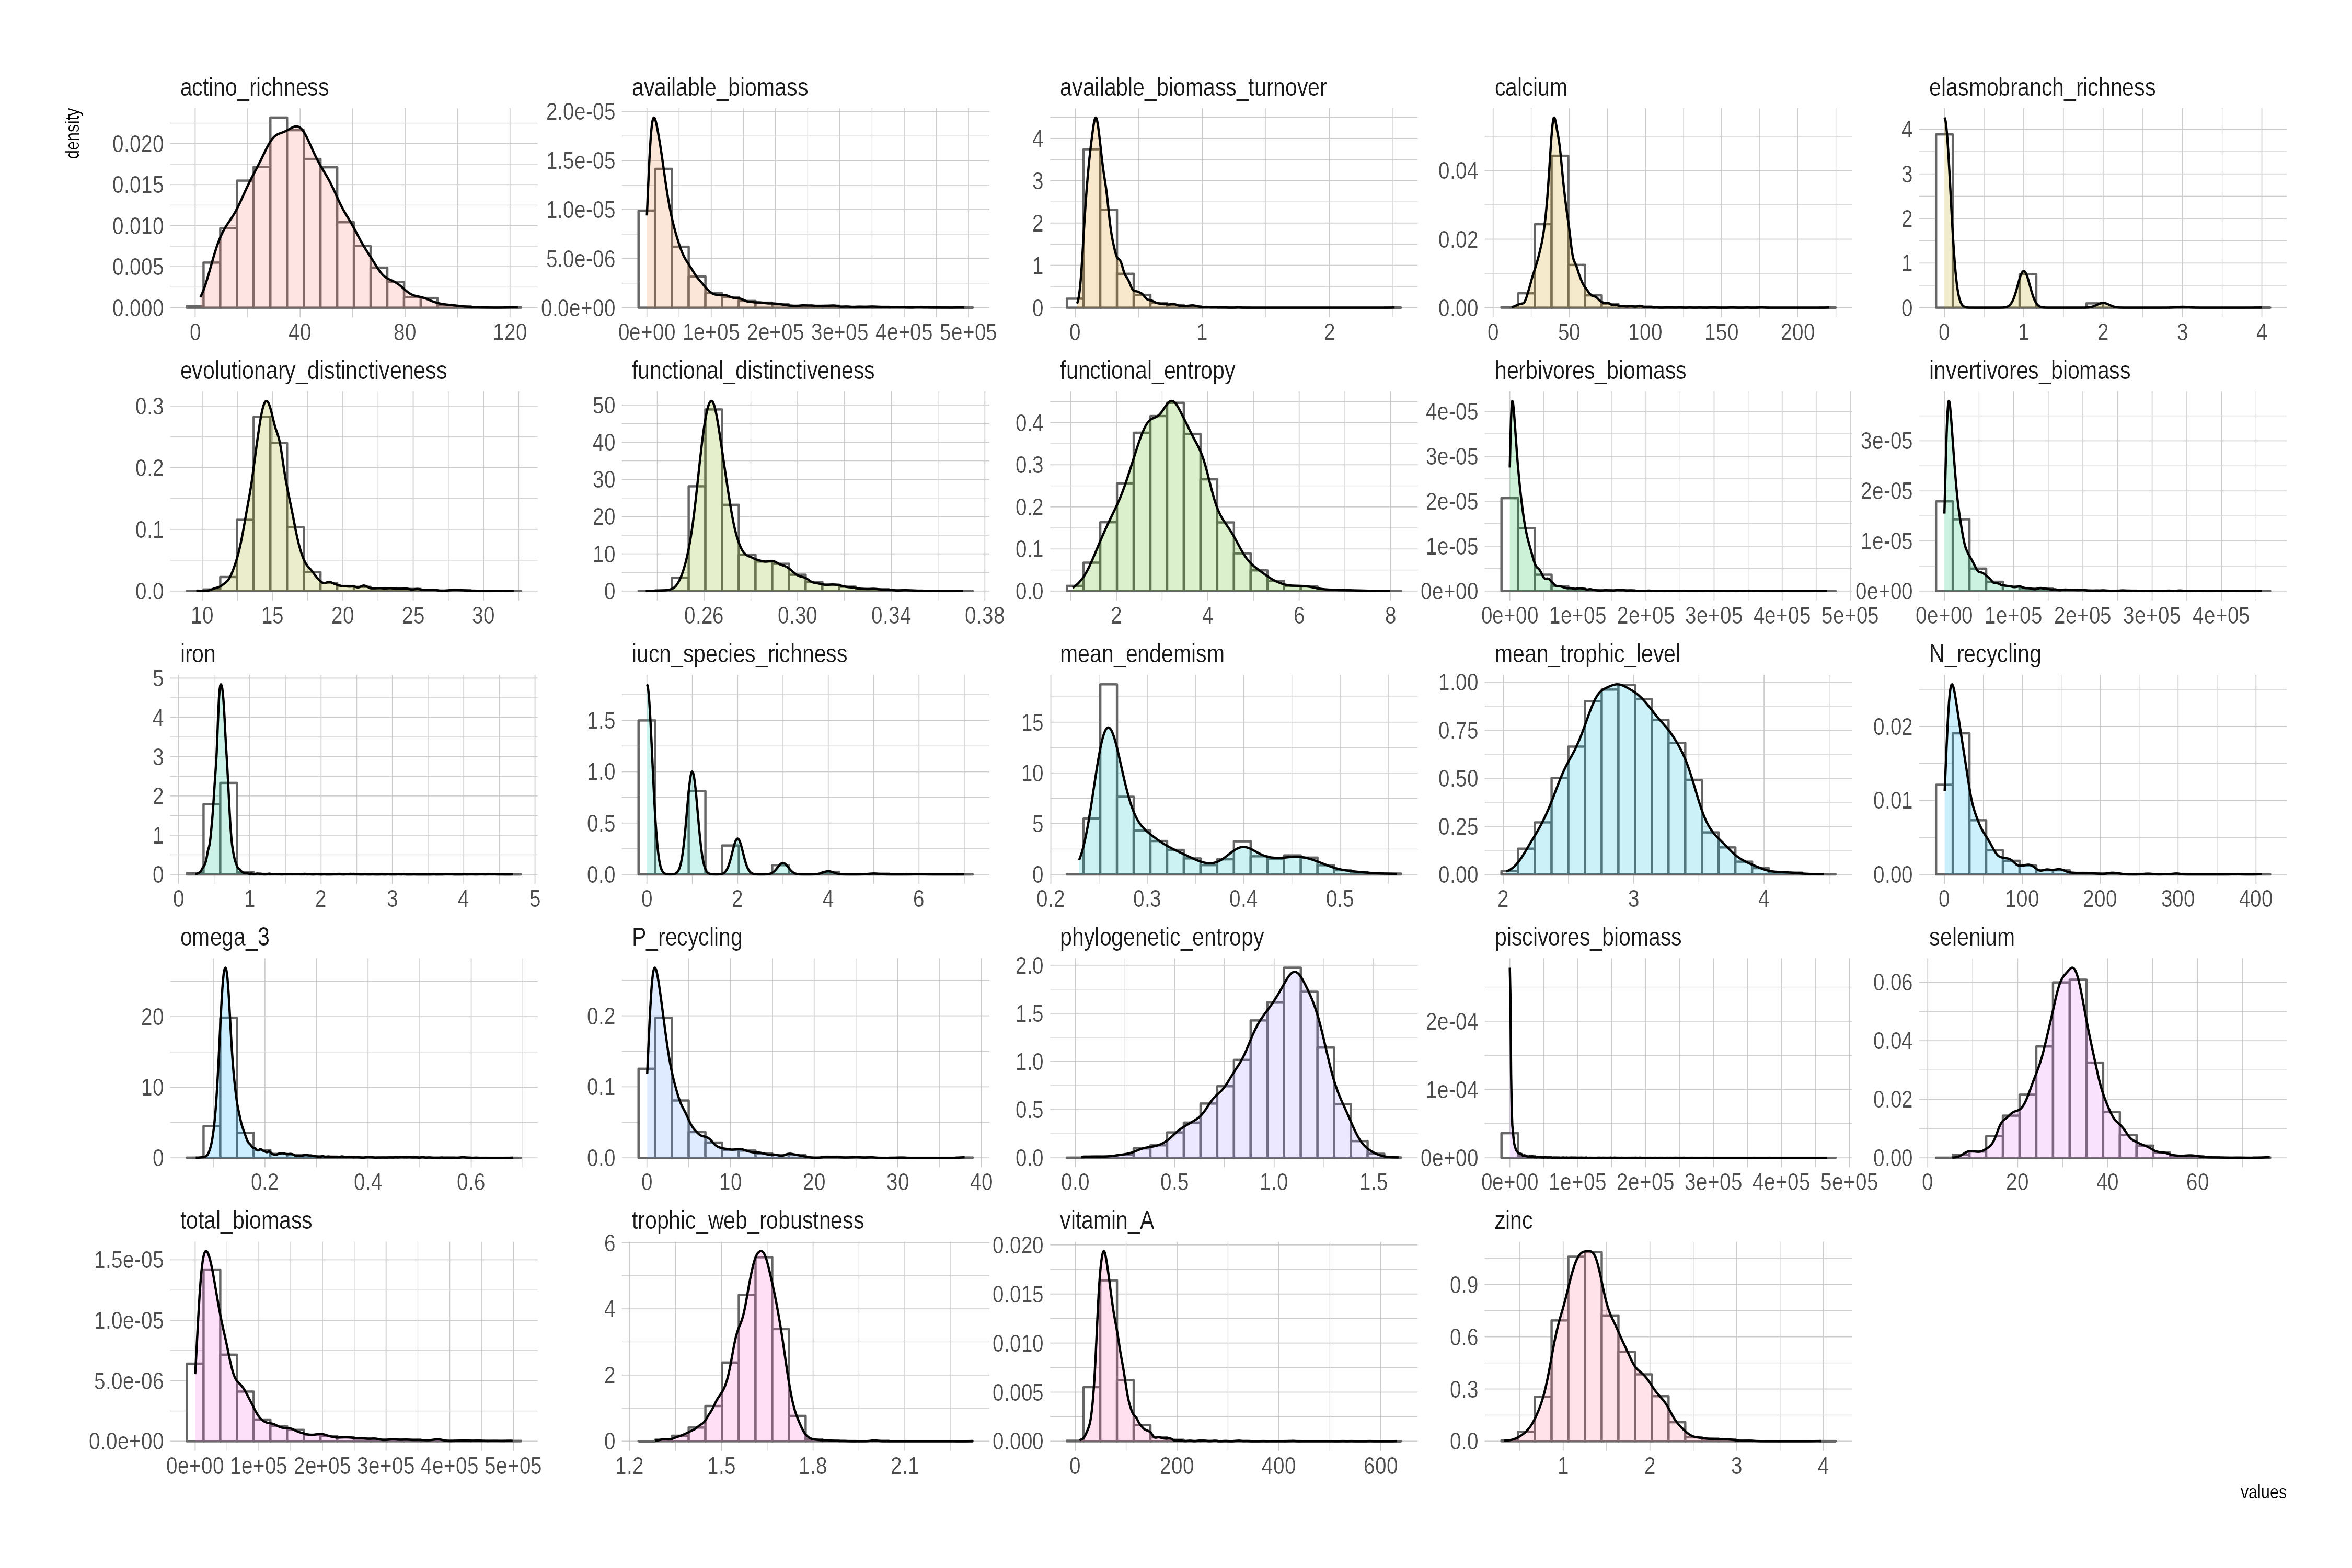 actino_richness available_biomass available_biomass_turnover calcium elasmobranch_richness
density
0.020 0.015 0.010 0.005 0.000
0 40 80 120
2.0e-05 1.5e-05 1.0e-05 5.0e-06 0.0e+00
0e+00 1e+05 2e+05 3e+05 4e+05 5e+05
4 3 2 1 0
0 1 2
0.04 0.02 0.00
0 50 100 150 200
4 3 2 1 0
0 1 2 3 4
evolutionary_distinctiveness functional_distinctiveness functional_entropy herbivores_biomass invertivores_biomass
0.3 0.2 0.1 0.0
10 15 20 25 30
50 40 30 20 10 0
0.26 0.30 0.34 0.38
0.4 0.3 0.2 0.1 0.0
2 4 6 8
4e-05 3e-05 2e-05 1e-05 0e+00
0e+00 1e+05 2e+05 3e+05 4e+05 5e+05
3e-05 2e-05 1e-05 0e+00
0e+00 1e+05 2e+05 3e+05 4e+05
iron iucn_species_richness mean_endemism mean_trophic_level N_recycling
5 4 3 2 1 0
0 1 2 3 4 5
1.5 1.0 0.5 0.0
0 2 4 6
15 10 5 0
0.2 0.3 0.4 0.5
1.00 0.75 0.50 0.25 0.00
2 3 4
0.02 0.01 0.00
0 100 200 300 400
omega_3 P_recycling phylogenetic_entropy piscivores_biomass selenium
20 10 0
0.2 0.4 0.6
0.2 0.1 0.0
0 10 20 30 40
2.0 1.5 1.0 0.5 0.0
0.0 0.5 1.0 1.5
2e-04 1e-04 0e+00
0e+00 1e+05 2e+05 3e+05 4e+05 5e+05
0.06 0.04 0.02 0.00
0 20 40 60
total_biomass trophic_web_robustness vitamin_A zinc
1.5e-05 1.0e-05 5.0e-06 0.0e+00
0e+00 1e+05 2e+05 3e+05 4e+05 5e+05
6 4 2 0
1.2 1.5 1.8 2.1
0.020 0.015 0.010 0.005 0.000
0 200 400 600
0.9 0.6 0.3 0.0
1 2 3 4
values